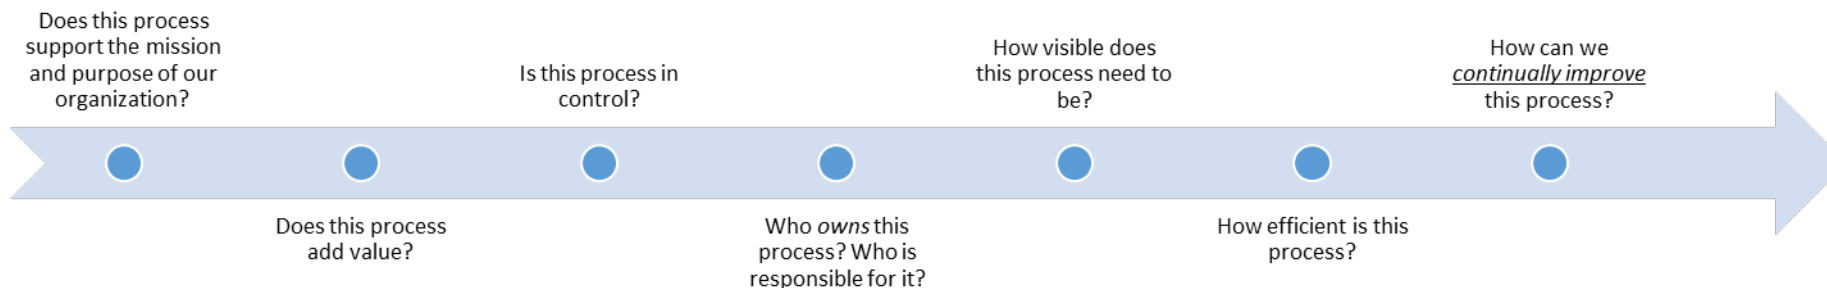 Does this process
support the mission
and purpose of our
organization?
Does this process
add value?
Is this process in
control?
Who owns this
process? Who is
responsible for it?
How visible does
this process need to
be?
How efficient is this
process?
How can we
continually improve
this process?